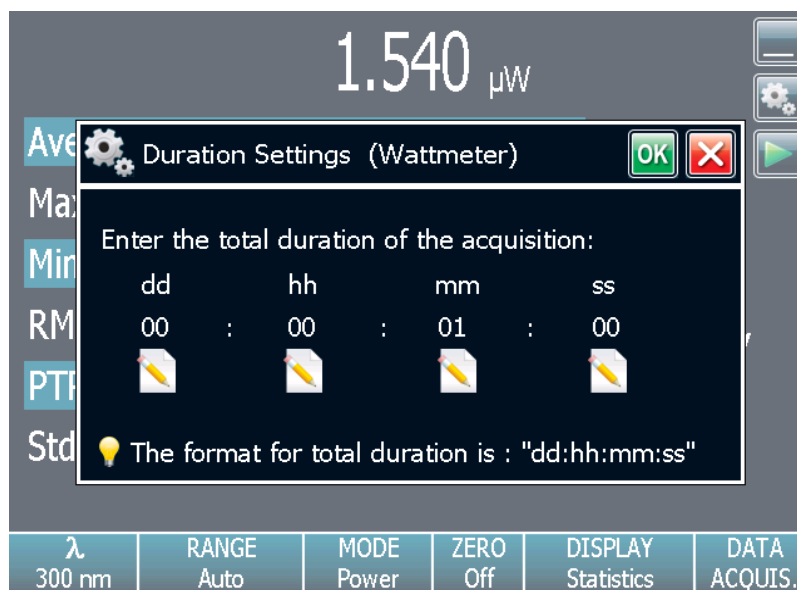 1.540 µW
Ave
Duration Settings (Wattmeter)
OK
Max
Enter the total duration of the acquisition:
Min
dd hh mm ss
RM
00 : 00 : 01 : 00
PTP
Std
The format for total duration is : "dd:hh:mm:ss"
λ RANGE MODE ZERO DISPLAY DATA
300 nm Auto Power Off Statistics ACQUIS.